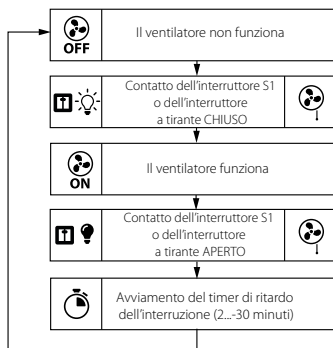 OFF
Il ventilatore non funziona
Contatto dell'interruttore S1
o dell'interruttore
a tirante CHIUSO
ON
Il ventilatore funziona
Contatto dell'interruttore S1
o dell'interruttore
a tirante APERTO
Avviamento del timer di ritardo
dell'interruzione (2...-30 minuti)